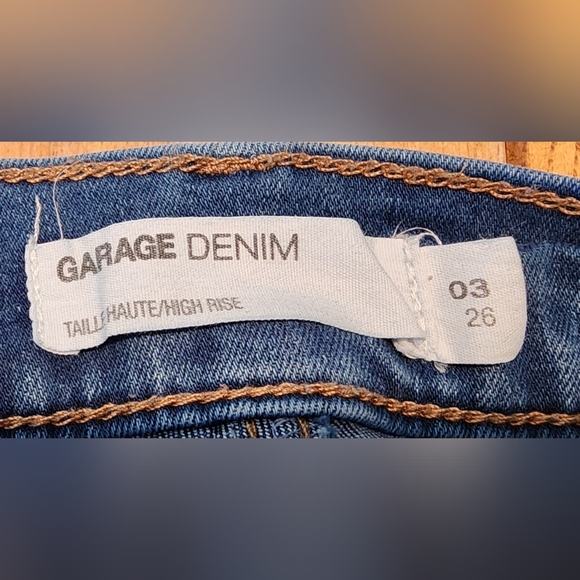 GARAGE DENIM
TAILLE HAUTE/HIGH RISE
03
26